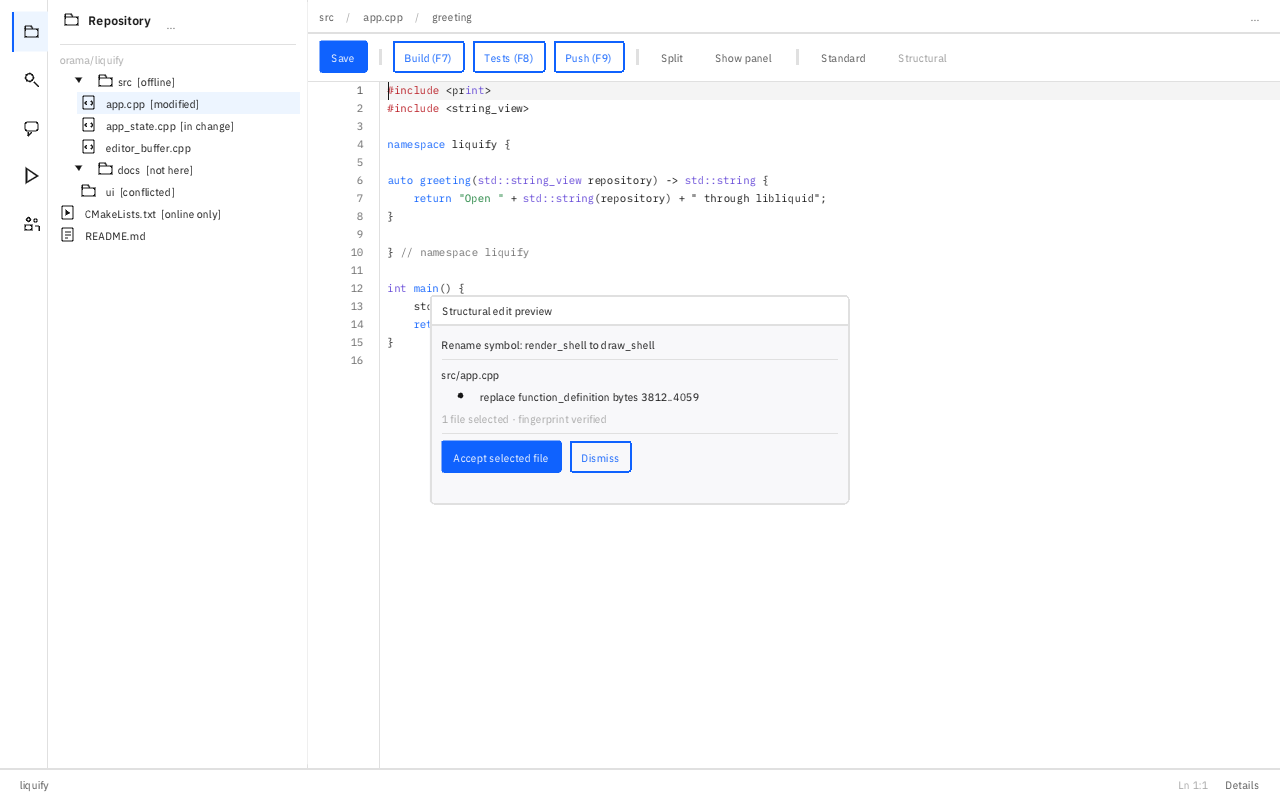 Repository
...
orama/liquify
src [offline]
app.cpp [modified]
app_state.cpp [in change]
editor_buffer.cpp
docs [not here]
ui [conflicted]
CMakeLists.txt [online only]
README.md
src / app.cpp / greeting
...
Save
Build (F7)
Tests (F8)
Push (F9)
Split
Show panel
Standard
Structural
1 #include <print>
2 #include <string_view>
3
4 namespace liquify {
5
6 auto greeting(std::string_view repository) -> std::string {
7 return "Open " + std::string(repository) + " through libliquid";
8 }
9
10 } // namespace liquify
11
12 int main() {
13
14
15 }
16
Structural edit preview
Rename symbol: render_shell to draw_shell
src/app.cpp
replace function_definition bytes 3812..4059
1 file selected · fingerprint verified
Accept selected file
Dismiss
liquify
Ln 1:1
Details